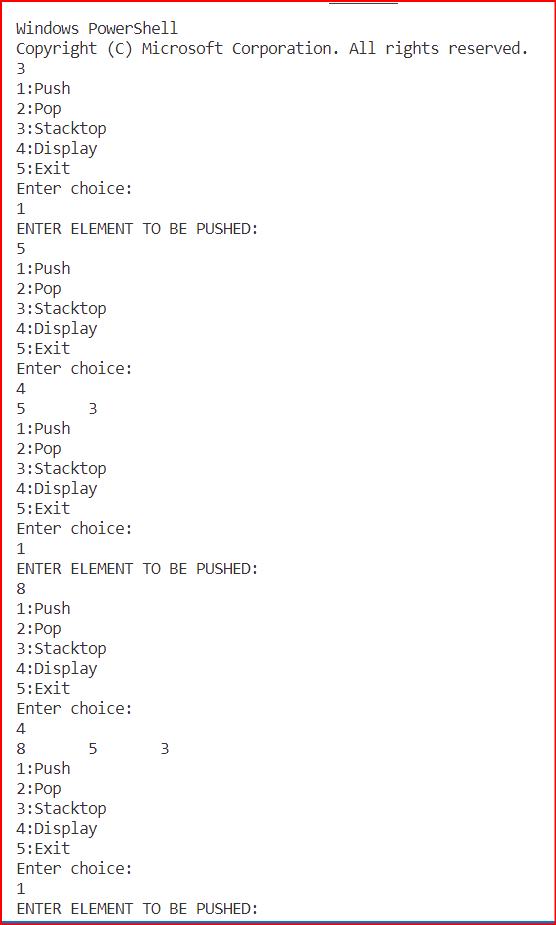 Windows PowerShell
Copyright (C) Microsoft Corporation. All rights reserved.
3
1:Push
2:Pop
3:Stacktop
4:Display
5:Exit
Enter choice:
1
ENTER ELEMENT TO BE PUSHED:
5
1:Push
2:Pop
3:Stacktop
4:Display
5:Exit
Enter choice:
4
5       3
1:Push
2:Pop
3:Stacktop
4:Display
5:Exit
Enter choice:
1
ENTER ELEMENT TO BE PUSHED:
8
1:Push
2:Pop
3:Stacktop
4:Display
5:Exit
Enter choice:
4
8       5       3
1:Push
2:Pop
3:Stacktop
4:Display
5:Exit
Enter choice:
1
ENTER ELEMENT TO BE PUSHED: